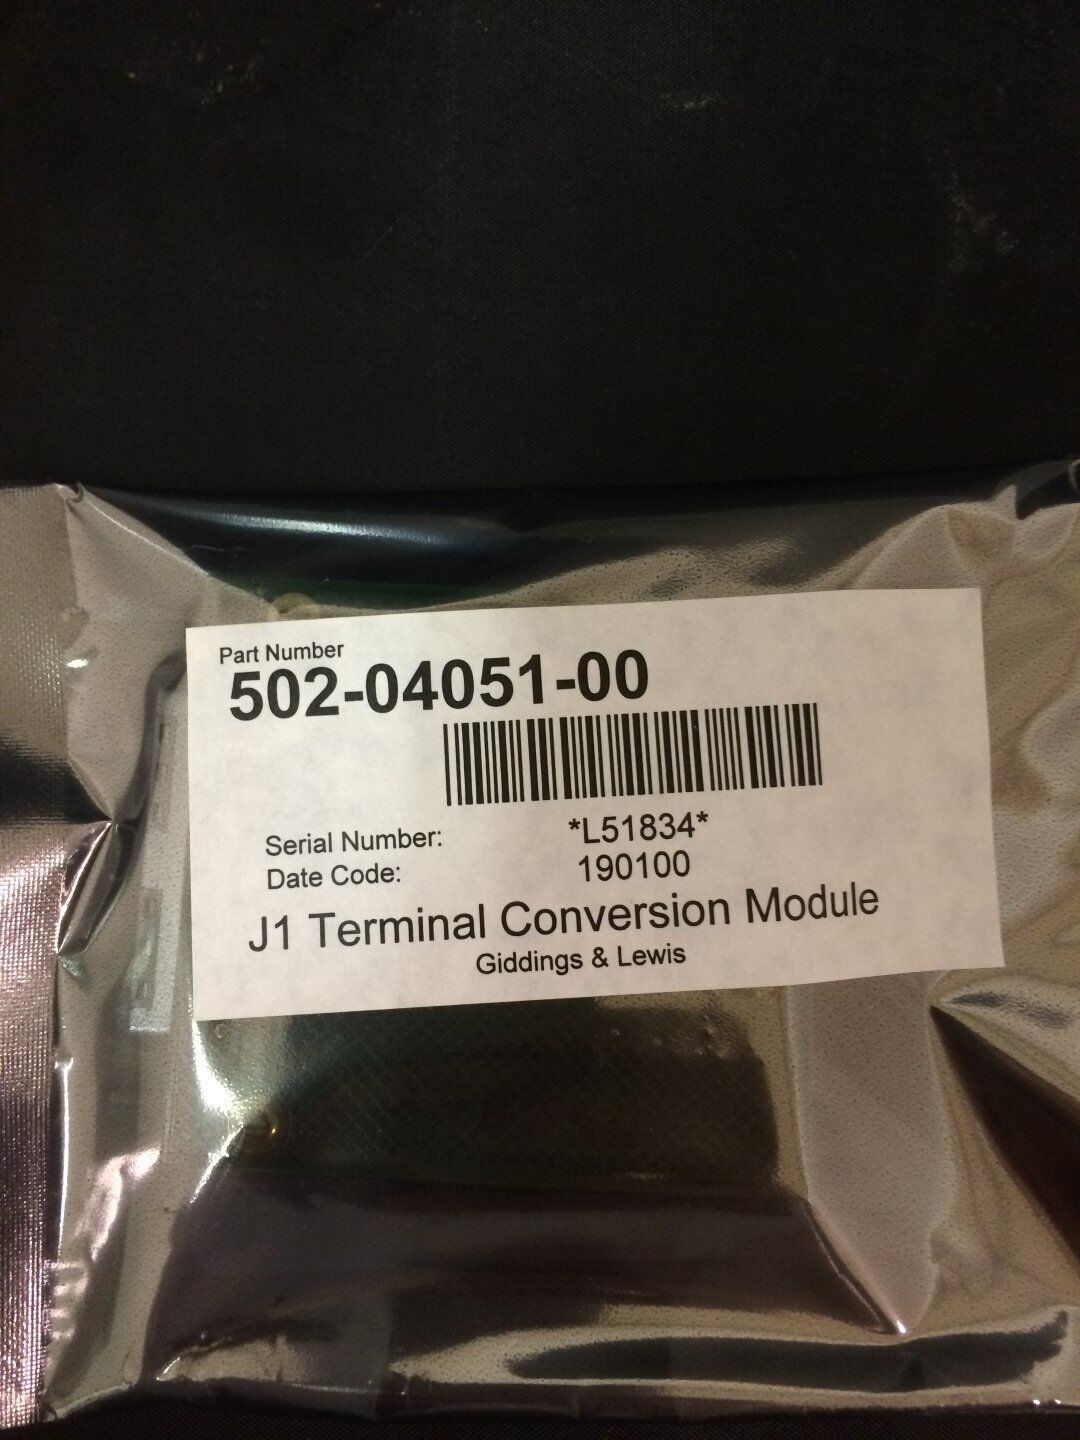 Part Number
502-04051-00
Serial Number: *L51834*
Date Code: 190100
J1 Terminal Conversion Module
Giddings & Lewis